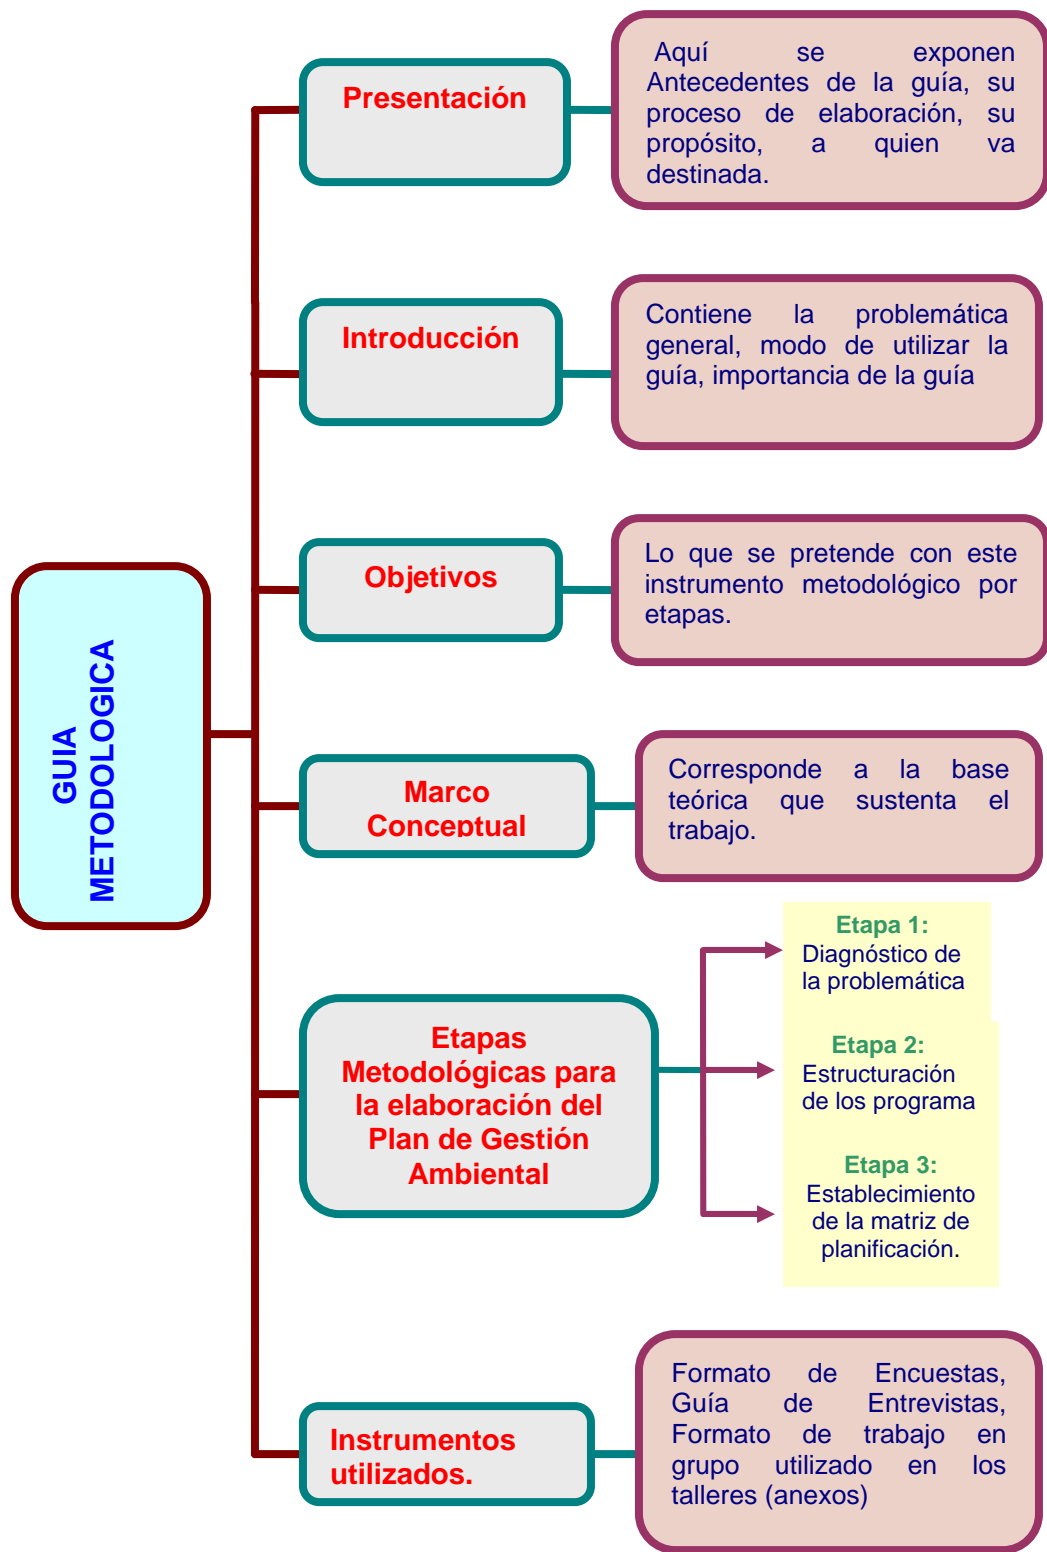 Presentación
Aquí se exponen
Antecedentes de la guía, su
proceso de elaboración, su
propósito, a quien va
destinada.
Introducción
Contiene la problemática
general, modo de utilizar la
guía, importancia de la guía
Objetivos
Lo que se pretende con este
instrumento metodológico por
etapas.
GUIA
METODOLOGICA
Marco
Conceptual
Corresponde a la base
teórica que sustenta el
trabajo.
Etapas
Metodológicas para
la elaboración del
Plan de Gestión
Ambiental
Etapa 1:
Diagnóstico de
la problemática
Etapa 2:
Estructuración
de los programa
Etapa 3:
Establecimiento
de la matriz de
planificación.
Instrumentos
utilizados.
Formato de Encuestas,
Guía de Entrevistas,
Formato de trabajo en
grupo utilizado en los
talleres (anexos)